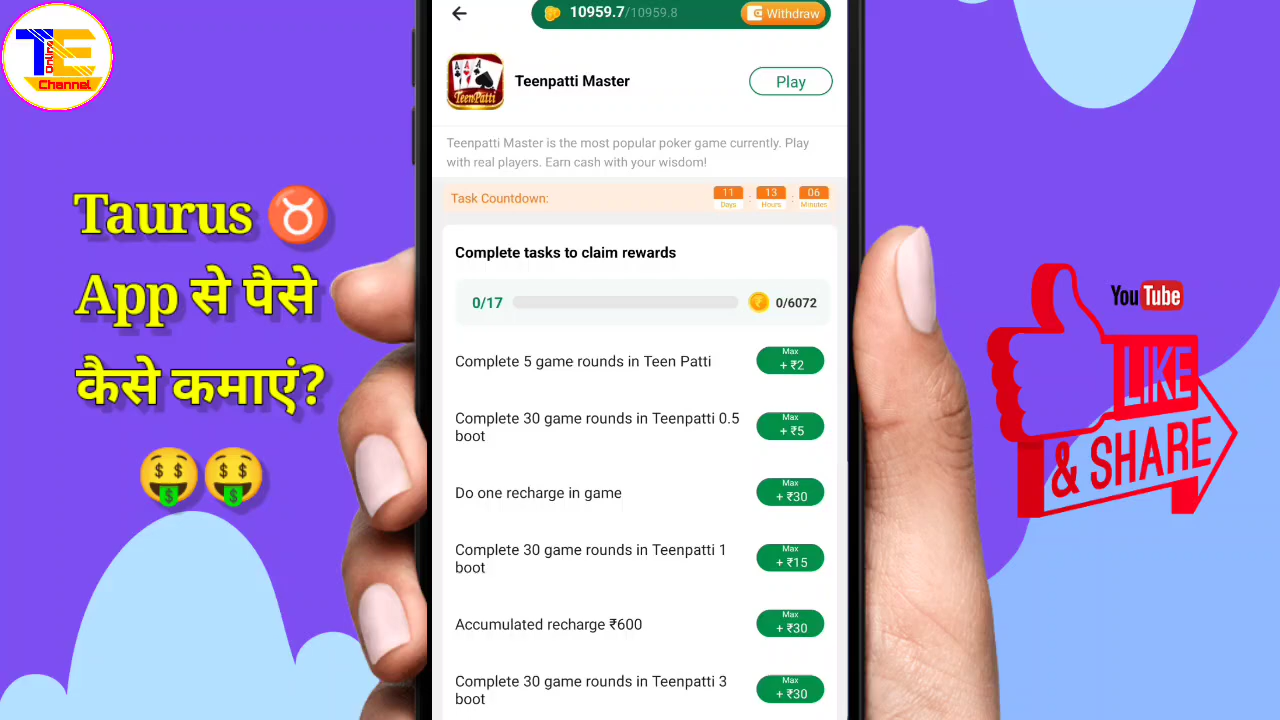 TE
Online
Channel
Taurus ♉
App से पैसे
कैसे कमाएं?
10959.7/10959.8
Withdraw
Teenpatti Master
Play
TeenPatti
Teenpatti Master is the most popular poker game currently. Play
with real players. Earn cash with your wisdom!
Task Countdown:
11 : 13 : 06
Days Hours Minutes
Complete tasks to claim rewards
0/17
0/6072
Complete 5 game rounds in Teen Patti
Max
+ ₹2
Complete 30 game rounds in Teenpatti 0.5
boot
Max
+ ₹5
Do one recharge in game
Max
+ ₹30
Complete 30 game rounds in Teenpatti 1
boot
Max
+ ₹15
Accumulated recharge ₹600
Max
+ ₹30
Complete 30 game rounds in Teenpatti 3
boot
Max
+ ₹30
YouTube
LIKE
& SHARE